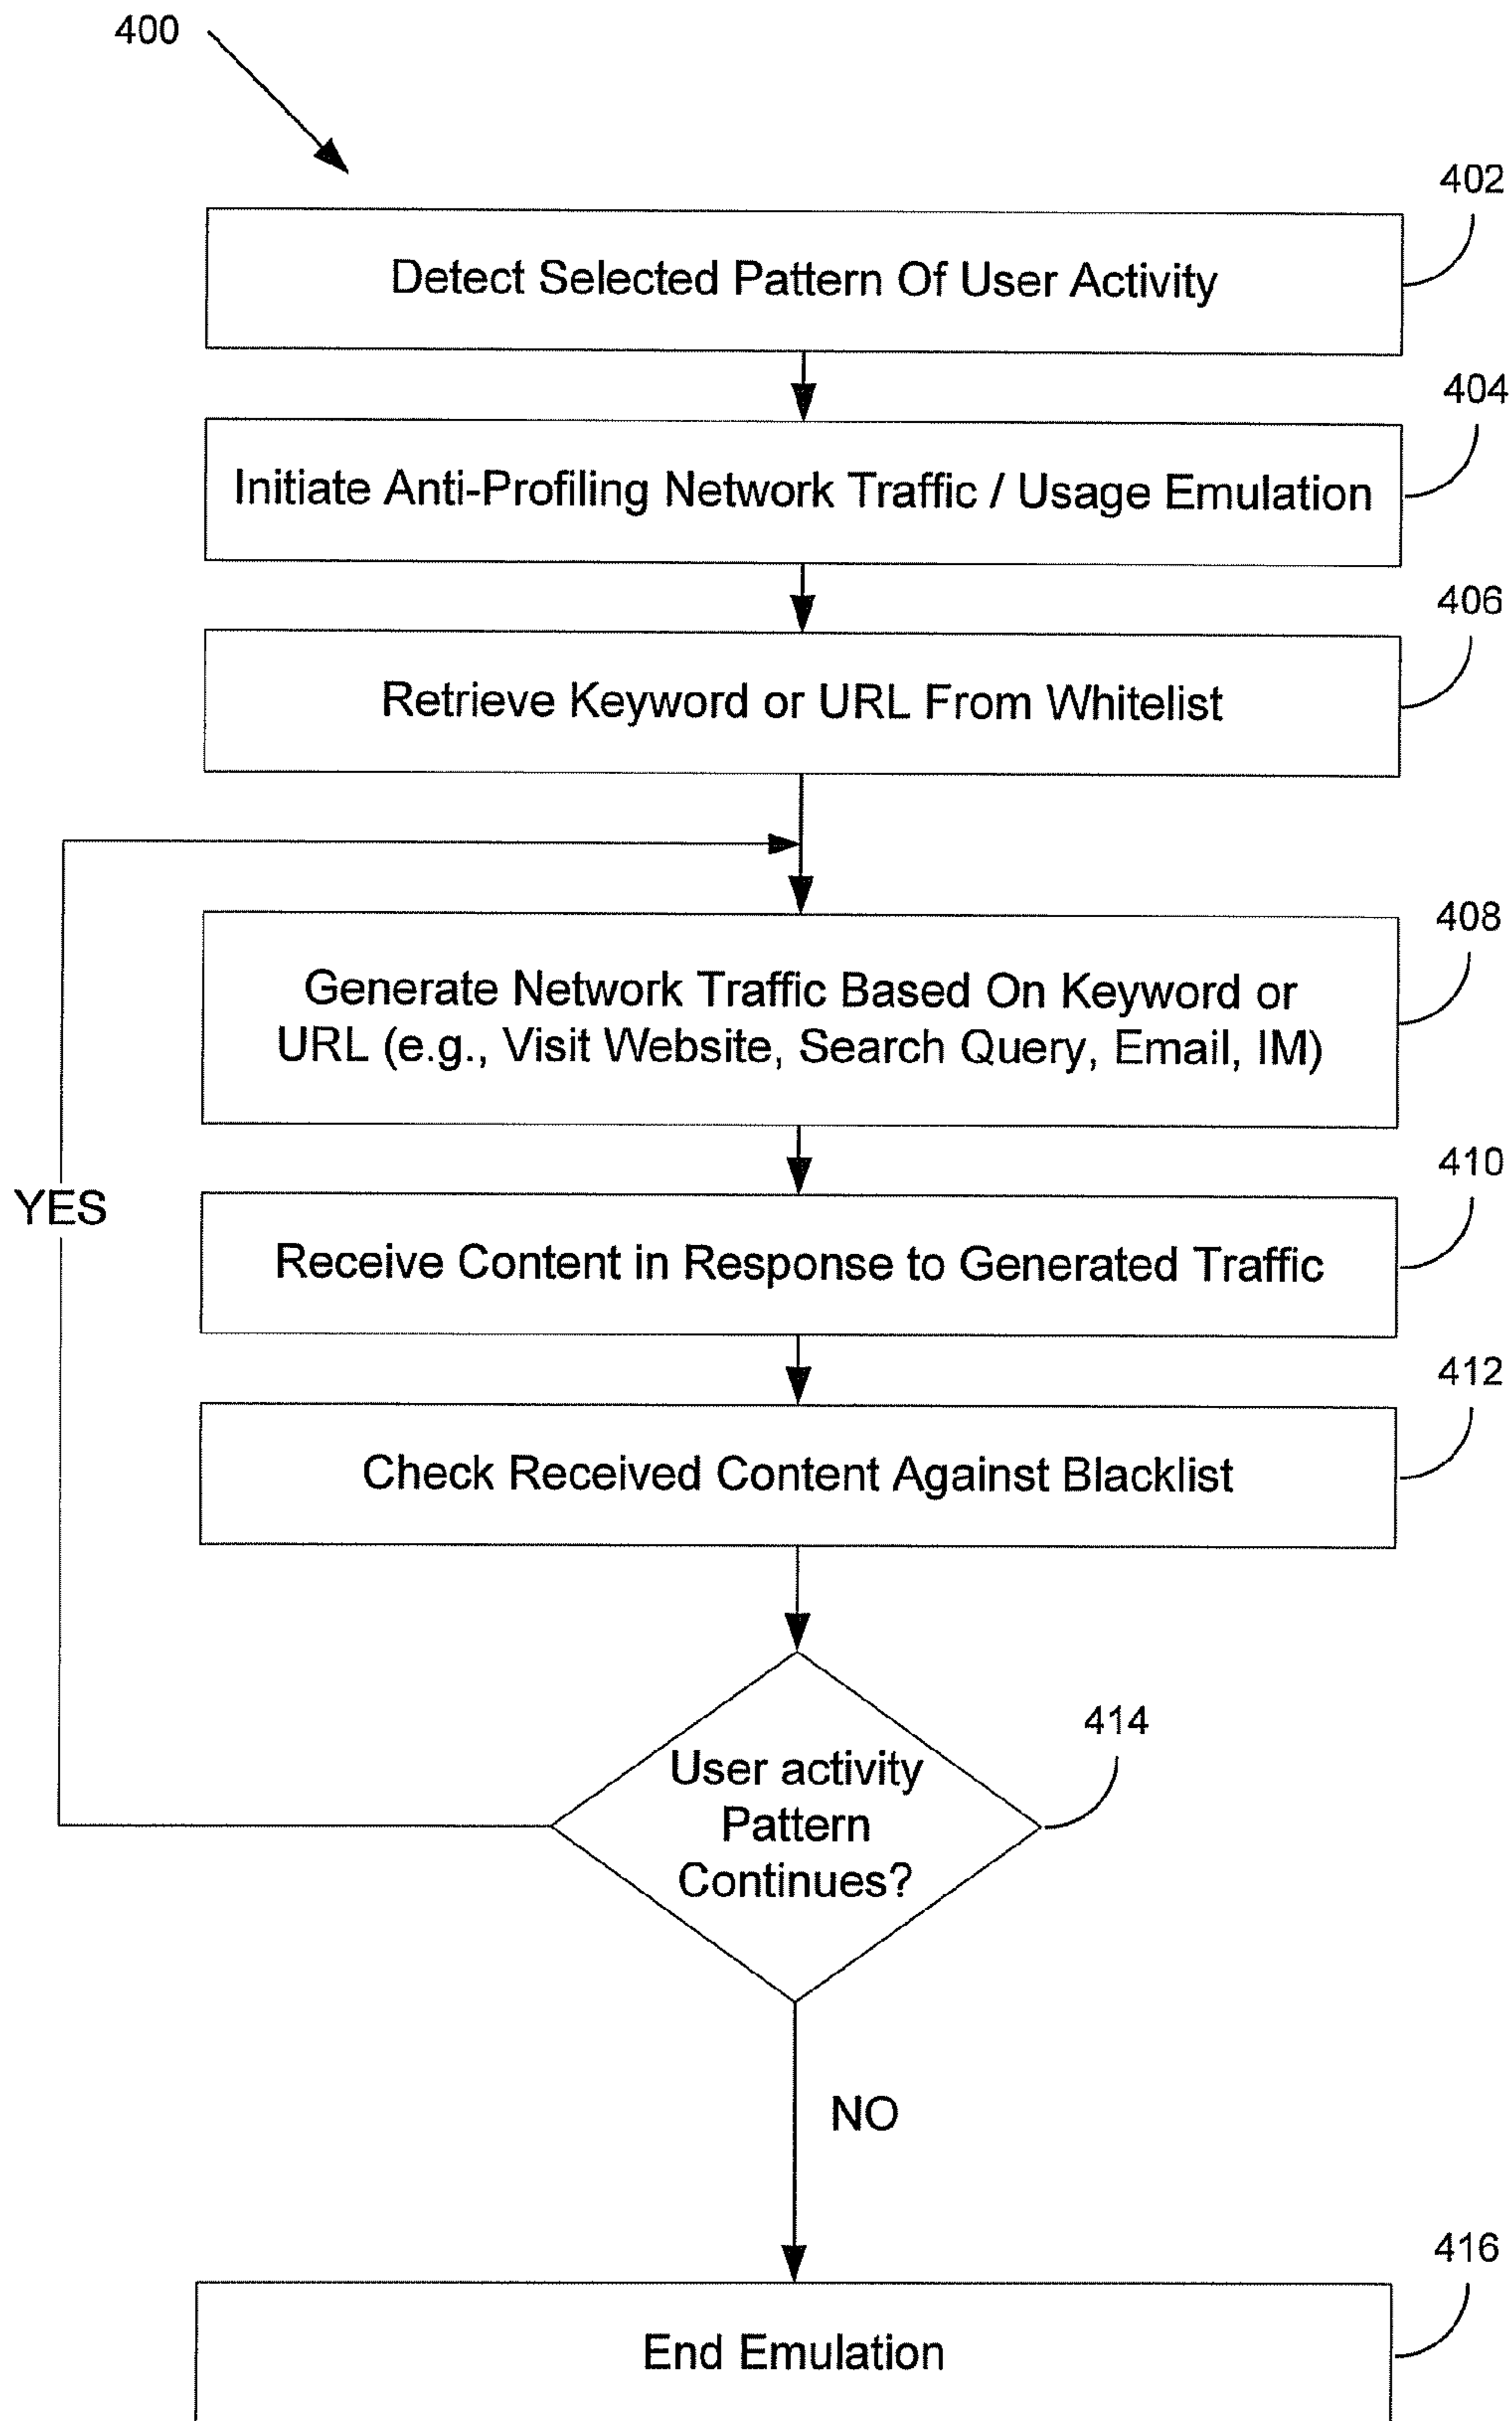 400
402
Detect Selected Pattern Of User Activity
404
Initiate Anti-Profiling Network Traffic / Usage Emulation
406
Retrieve Keyword or URL From Whitelist
408
Generate Network Traffic Based On Keyword or
URL (e.g., Visit Website, Search Query, Email, IM)
410
YES
Receive Content in Response to Generated Traffic
412
Check Received Content Against Blacklist
414
User activity
Pattern
Continues?
NO
416
End Emulation